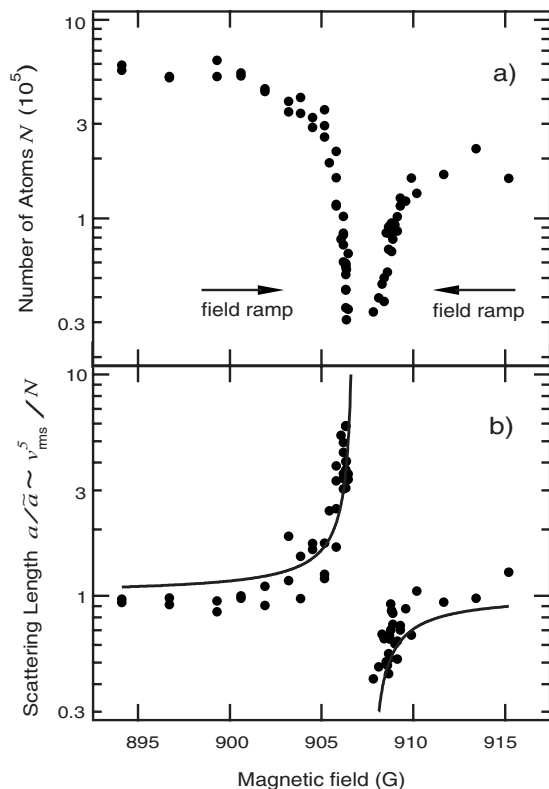 10
3
1
0.3
Number of Atoms N (10⁵)
a)
field ramp
field ramp
10
3
1
0.3
Scattering Length a/ã ~ v⁵rms / N
b)
895
900
905
910
915
Magnetic field (G)